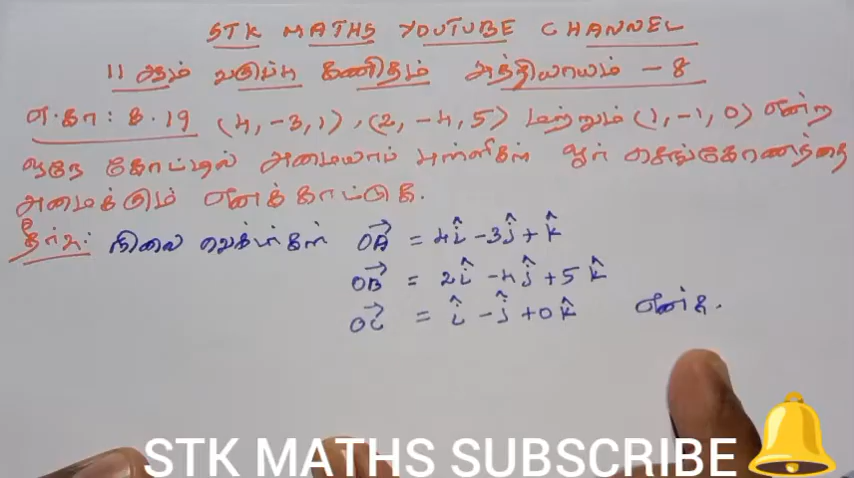 STK MATHS YOUTUBE CHANNEL
11 ஆம் வகுப்பு கணிதம் அத்தியாயம் - 8
எ.கா : 8.19 (4, -3, 1), (2, -4, 5) மற்றும் (1, -1, 0) என்ற
ஒரே கோட்டில் அமையாப் புள்ளிகள் ஓர் செங்கோணத்தை
அமைக்கும் எனக்காட்டுக.
தீர்வு: நிலை வெக்டர்கள் OA⃗ = 4î - 3ĵ + k̂
OB⃗ = 2î - 4ĵ + 5k̂
OC⃗ = î - ĵ + 0k̂ என்க.
STK MATHS SUBSCRIBE